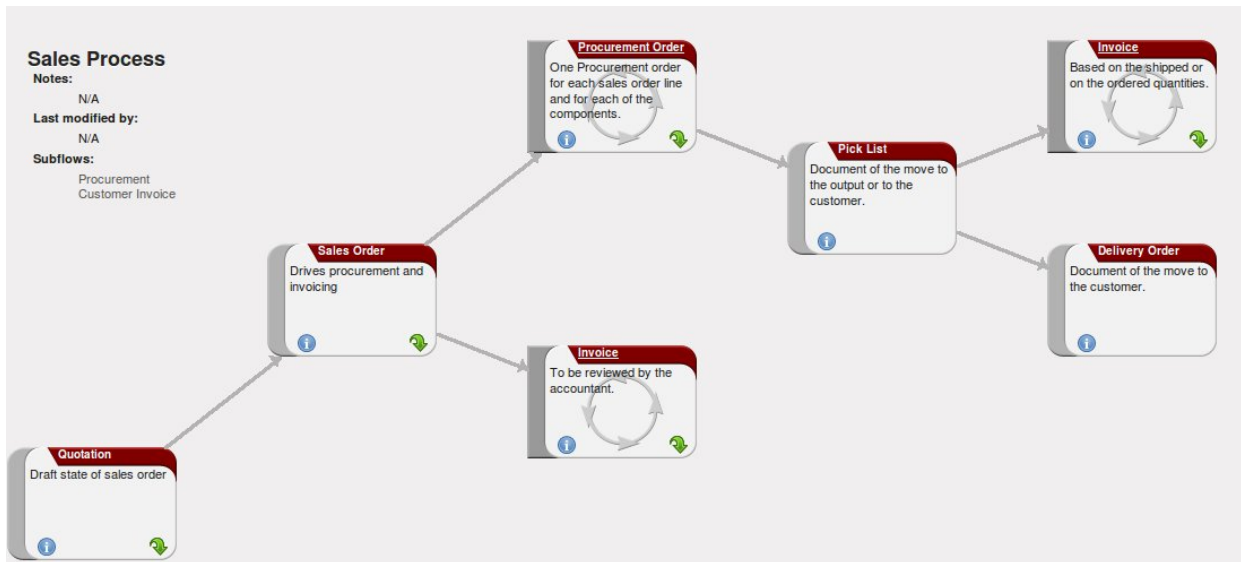 Sales Process
Notes:
N/A
Last modified by:
N/A
Subflows:
Procurement
Customer Invoice
Quotation
Draft state of sales order
Sales Order
Drives procurement and
invoicing
Procurement Order
One Procurement order
for each sales order line
and for each of the
components.
Invoice
To be reviewed by the
accountant.
Pick List
Document of the move to
the output or to the
customer.
Invoice
Based on the shipped or
on the ordered quantities.
Delivery Order
Document of the move to
the customer.